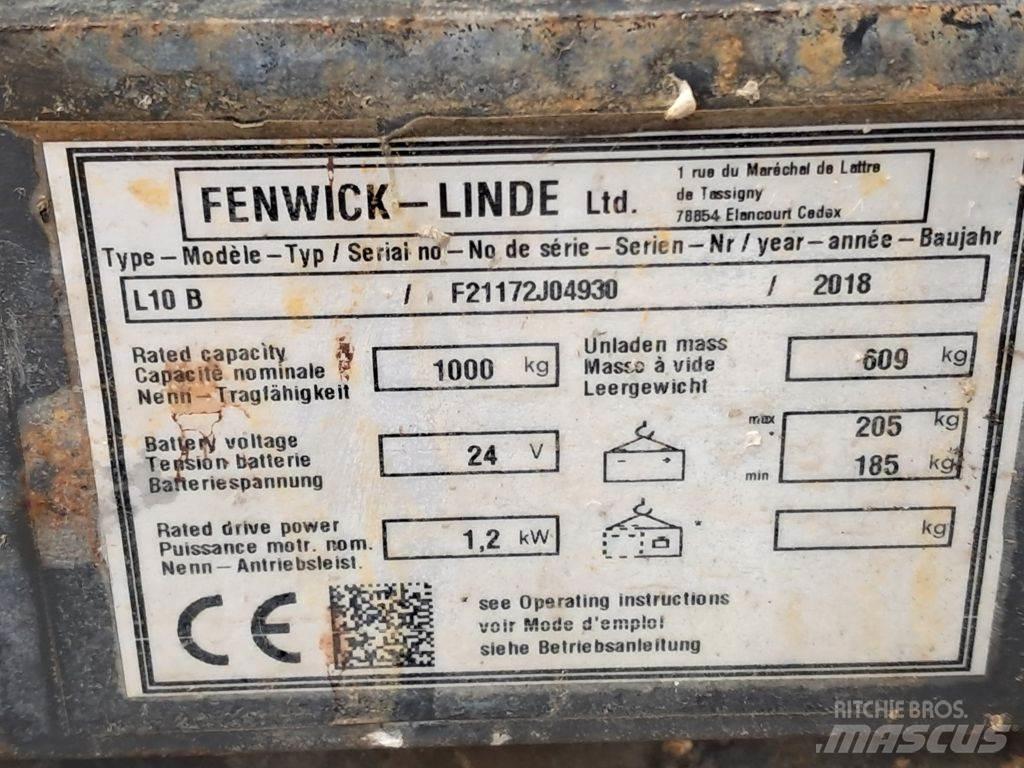 FENWICK-LINDE Ltd.
1 rue du Maréchal de Lattre
de Tassigny
78854 Elancourt Cedex
Type-Modèle-Typ / Serial no-No de série-Serien-Nr / year-année-Baujahr
L10 B / F21172J04930 / 2018
Rated capacity
Capacité nominale
Nenn-Tragfähigkeit
1000 kg
Unladen mass
Masse à vide
Leergewicht
609 kg
Battery voltage
Tension batterie
Batteriespannung
24 V
- +
max
*
min
205 kg
185 kg
Rated drive power
Puissance motr. nom.
Nenn-Antriebsleist.
1,2 kW
*
kg
CE
* see Operating instructions
voir Mode d'emploi
siehe Betriebsanleitung
RITCHIE BROS.
MASCUS